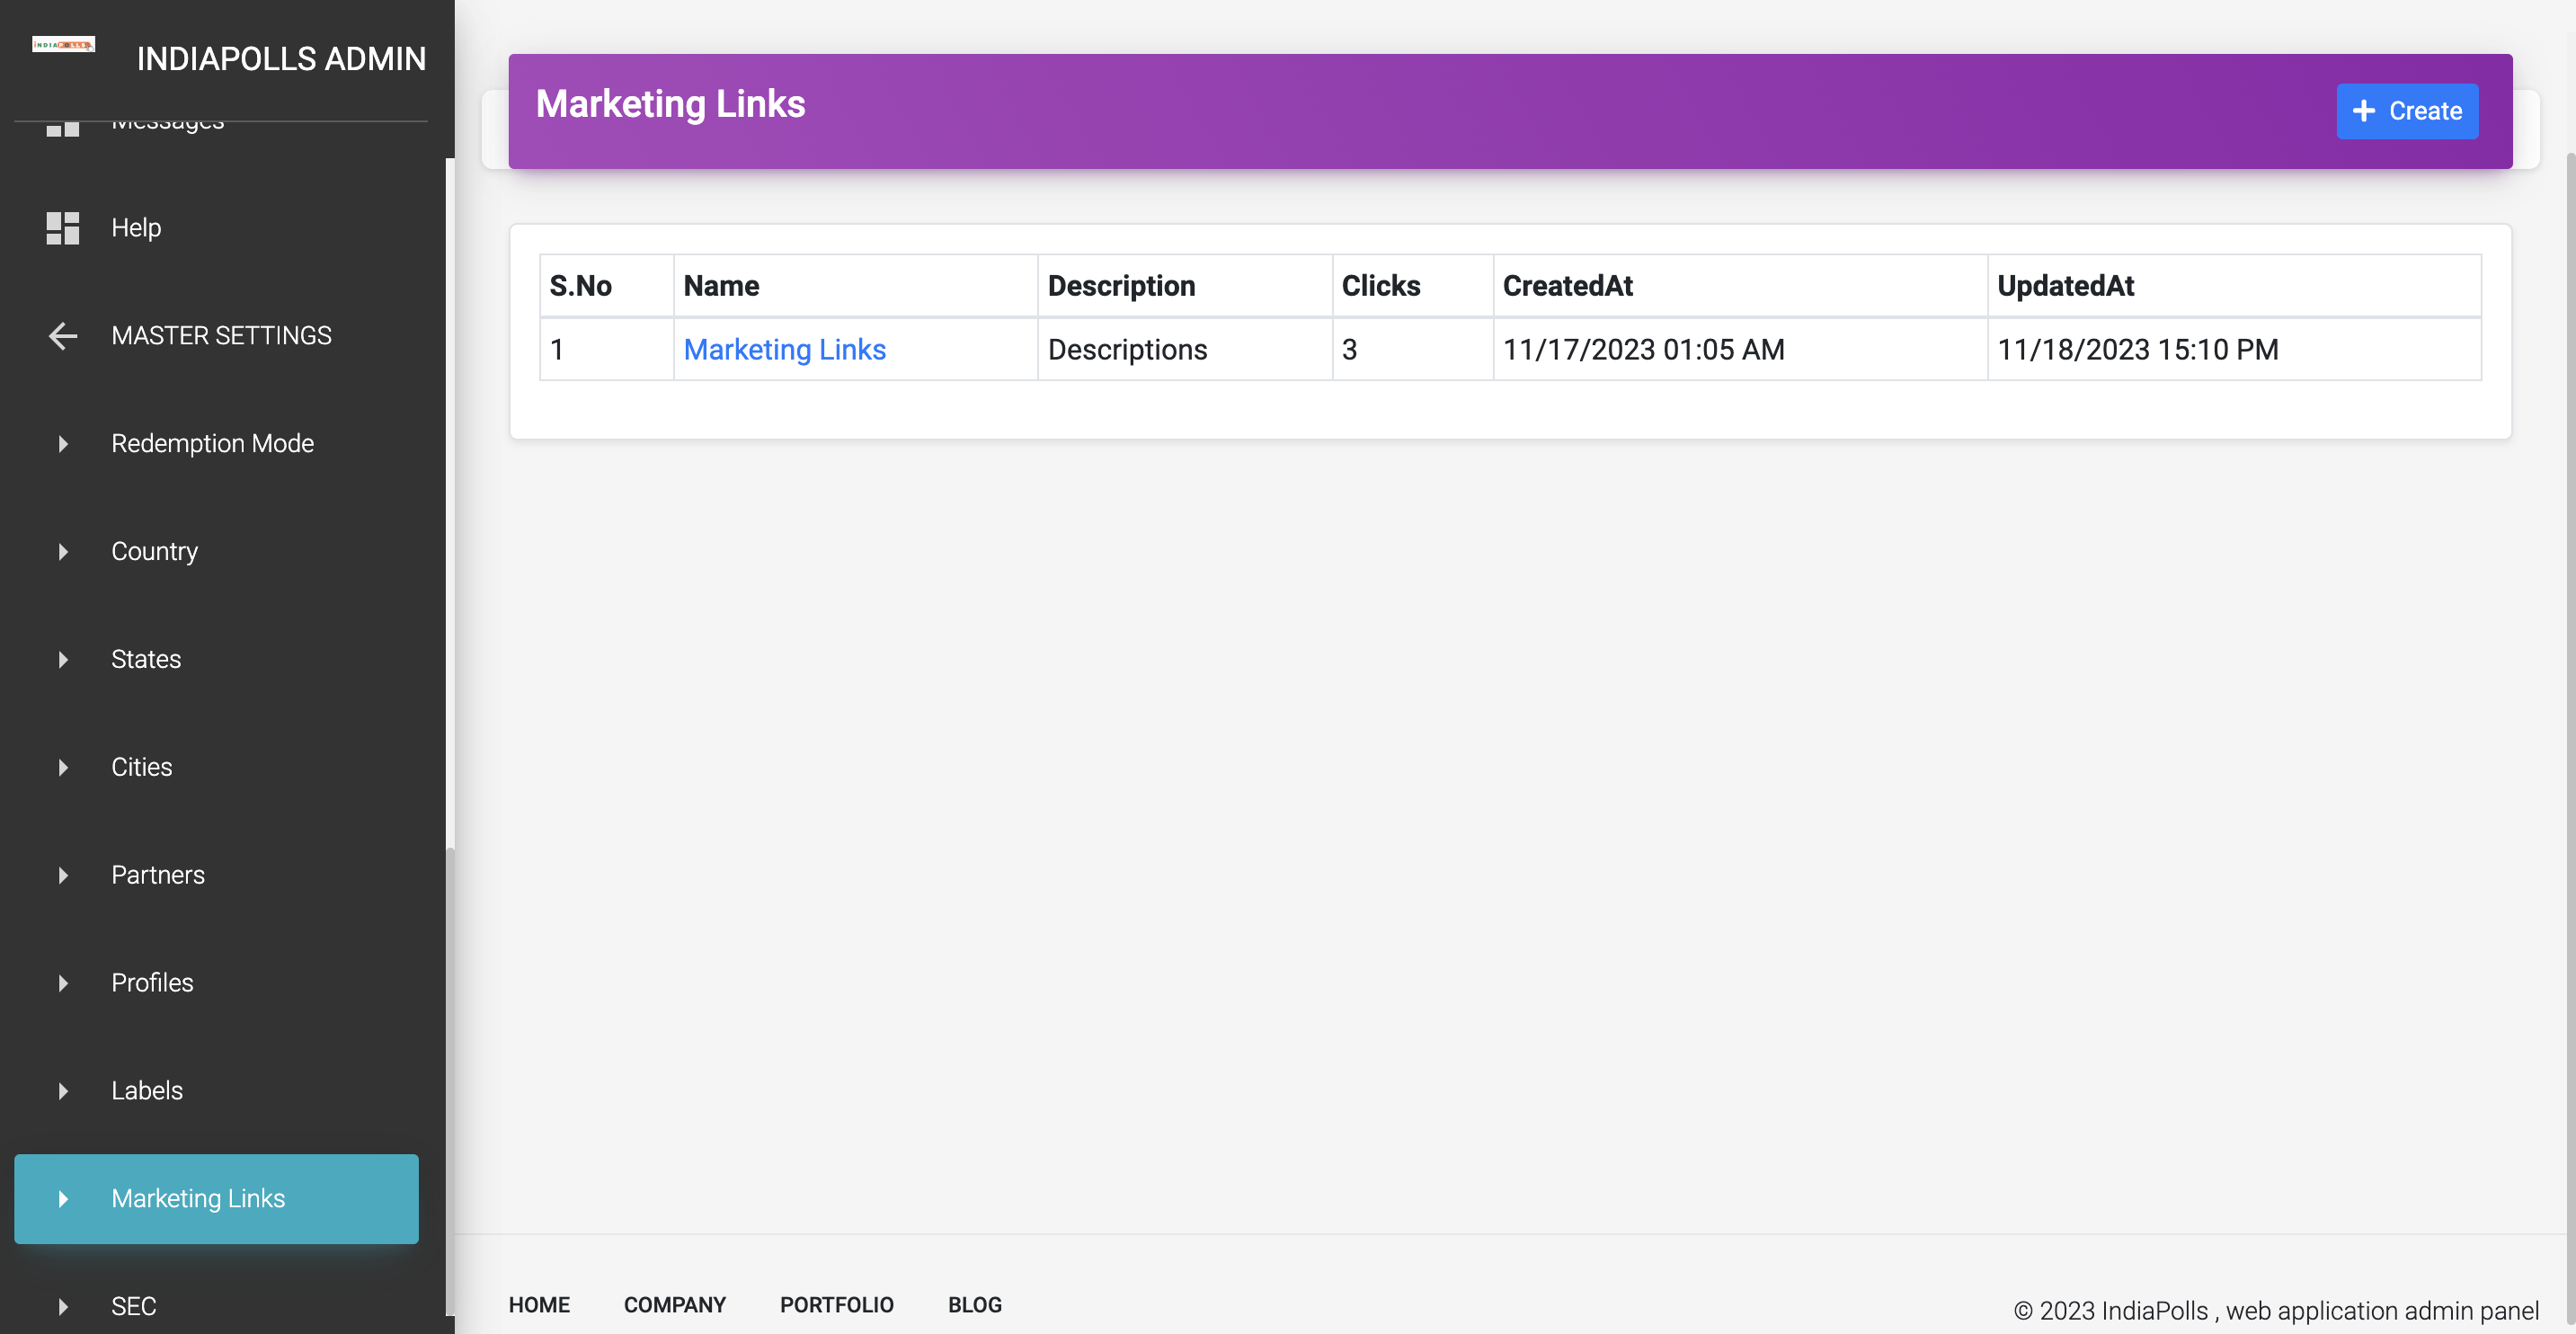 INDIAPOLLS
INDIAPOLLS ADMIN
Messages
Help
MASTER SETTINGS
Redemption Mode
Country
States
Cities
Partners
Profiles
Labels
Marketing Links
SEC
Marketing Links
Create
S.No Name Description Clicks CreatedAt UpdatedAt
1 Marketing Links Descriptions 3 11/17/2023 01:05 AM 11/18/2023 15:10 PM
HOME COMPANY PORTFOLIO BLOG
© 2023 IndiaPolls , web application admin panel